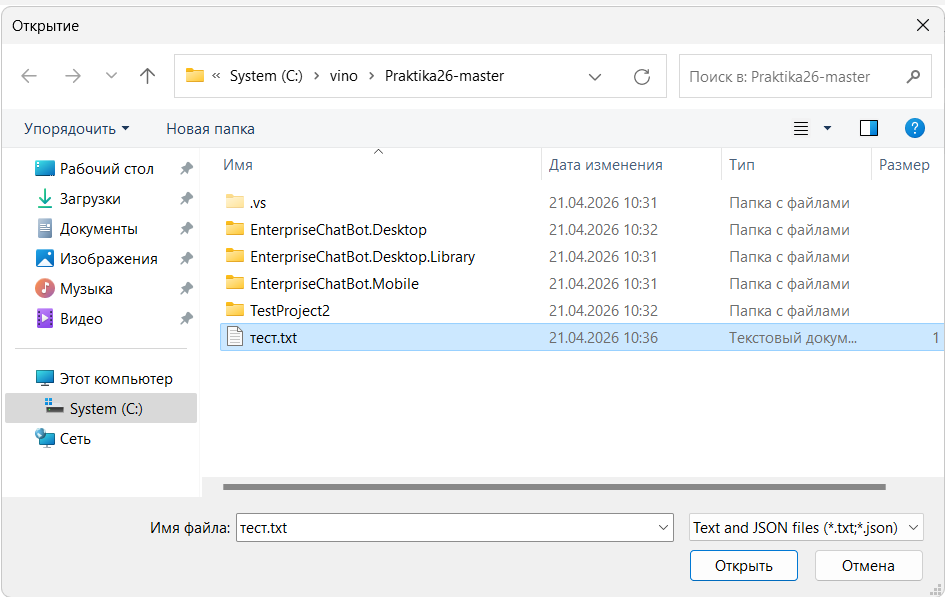 Открытие
« System (C:) › vino › Praktika26-master
Поиск в: Praktika26-master
Упорядочить
Новая папка
?
Имя Дата изменения Тип Размер
Рабочий стол
Загрузки
Документы
Изображения
Музыка
Видео
Этот компьютер
System (C:)
Сеть
.vs 21.04.2026 10:31 Папка с файлами
EnterpriseChatBot.Desktop 21.04.2026 10:32 Папка с файлами
EnterpriseChatBot.Desktop.Library 21.04.2026 10:31 Папка с файлами
EnterpriseChatBot.Mobile 21.04.2026 10:31 Папка с файлами
TestProject2 21.04.2026 10:32 Папка с файлами
тест.txt 21.04.2026 10:36 Текстовый докум... 1
Имя файла: тест.txt Text and JSON files (*.txt;*.json)
Открыть Отмена